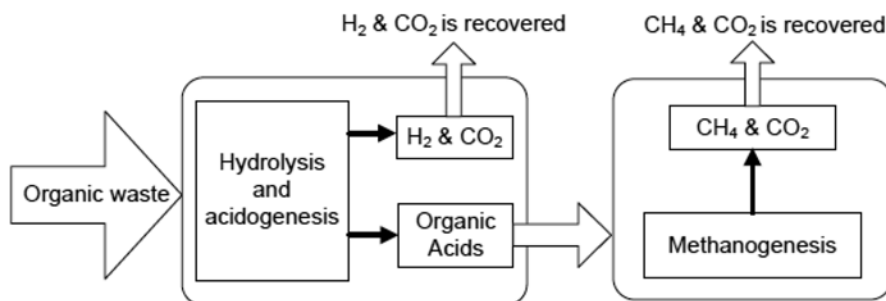 H₂ & CO₂ is recovered
CH₄ & CO₂ is recovered
Organic waste
Hydrolysis
and
acidogenesis
H₂ & CO₂
Organic
Acids
CH₄ & CO₂
Methanogenesis